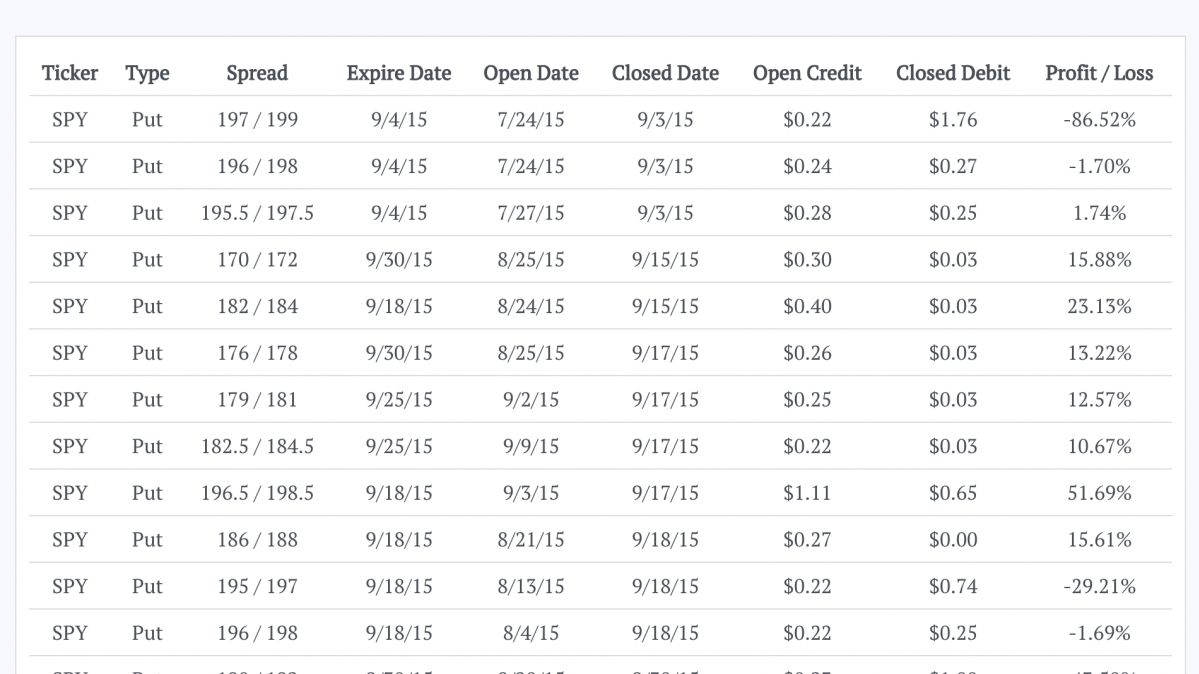 Ticker Type Spread Expire Date Open Date Closed Date Open Credit Closed Debit Profit / Loss
SPY Put 197 / 199 9/4/15 7/24/15 9/3/15 $0.22 $1.76 -86.52%
SPY Put 196 / 198 9/4/15 7/24/15 9/3/15 $0.24 $0.27 -1.70%
SPY Put 195.5 / 197.5 9/4/15 7/27/15 9/3/15 $0.28 $0.25 1.74%
SPY Put 170 / 172 9/30/15 8/25/15 9/15/15 $0.30 $0.03 15.88%
SPY Put 182 / 184 9/18/15 8/24/15 9/15/15 $0.40 $0.03 23.13%
SPY Put 176 / 178 9/30/15 8/25/15 9/17/15 $0.26 $0.03 13.22%
SPY Put 179 / 181 9/25/15 9/2/15 9/17/15 $0.25 $0.03 12.57%
SPY Put 182.5 / 184.5 9/25/15 9/9/15 9/17/15 $0.22 $0.03 10.67%
SPY Put 196.5 / 198.5 9/18/15 9/3/15 9/17/15 $1.11 $0.65 51.69%
SPY Put 186 / 188 9/18/15 8/21/15 9/18/15 $0.27 $0.00 15.61%
SPY Put 195 / 197 9/18/15 8/13/15 9/18/15 $0.22 $0.74 -29.21%
SPY Put 196 / 198 9/18/15 8/4/15 9/18/15 $0.22 $0.25 -1.69%